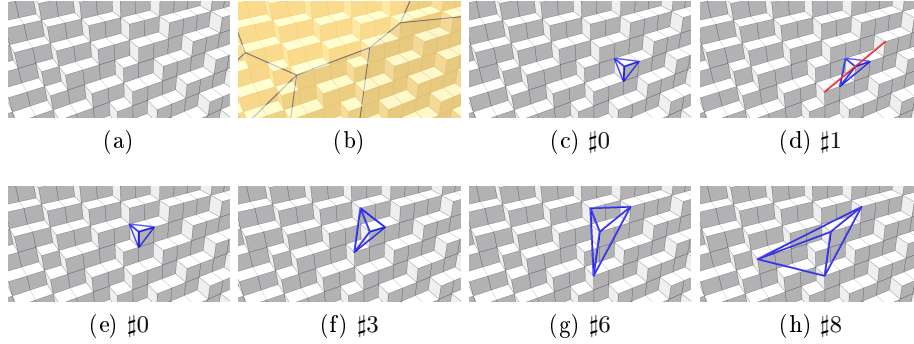 (a) (b) (c) ♯0 (d) ♯1
(e) ♯0 (f) ♯3 (g) ♯6 (h) ♯8